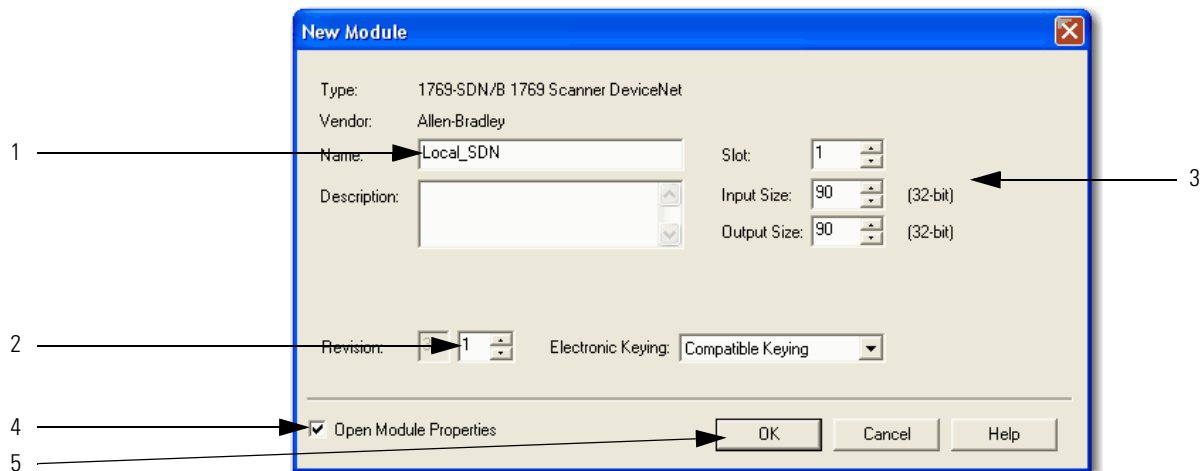 New Module
Type: 1769-SDN/B 1769 Scanner DeviceNet
Vendor: Allen-Bradley
1
Name: Local_SDN
Slot: 1
3
Description:
Input Size: 90 (32-bit)
Output Size: 90 (32-bit)
2
Revision: 1
Electronic Keying: Compatible Keying
4
Open Module Properties
OK Cancel Help
5